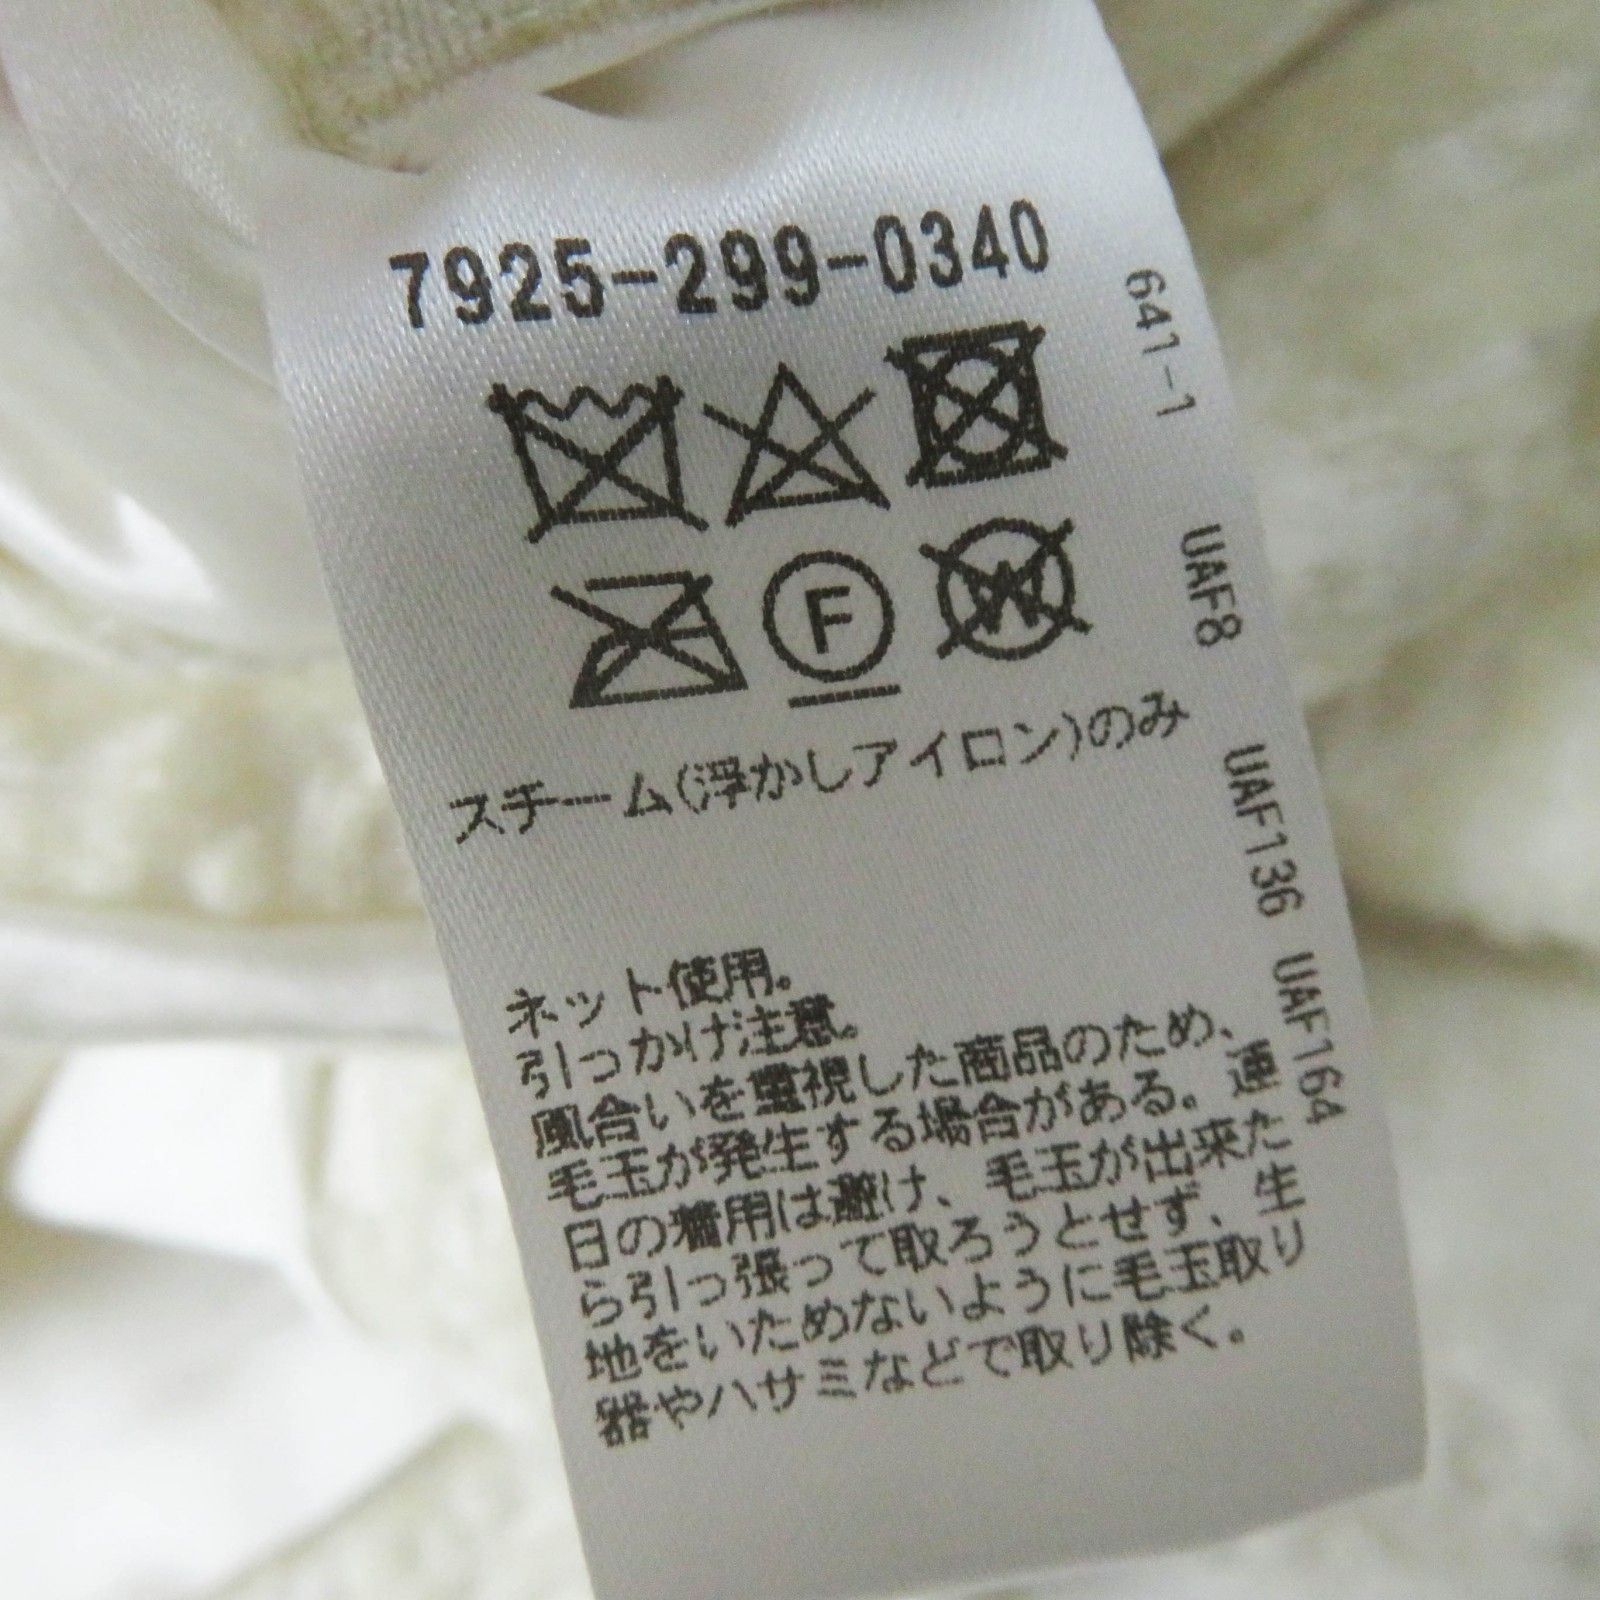 7925-299-0340
F
W
スチーム(浮かしアイロン)のみ
ネット使用。
引っかけ注意。
風合いを重視した商品のため、
毛玉が発生する場合がある。連
日の着用は避け、毛玉が出来た
ら引っ張って取ろうとせず、生
地をいためないように毛玉取り
器やハサミなどで取り除く。
641-1 UAF8 UAF136 UAF164